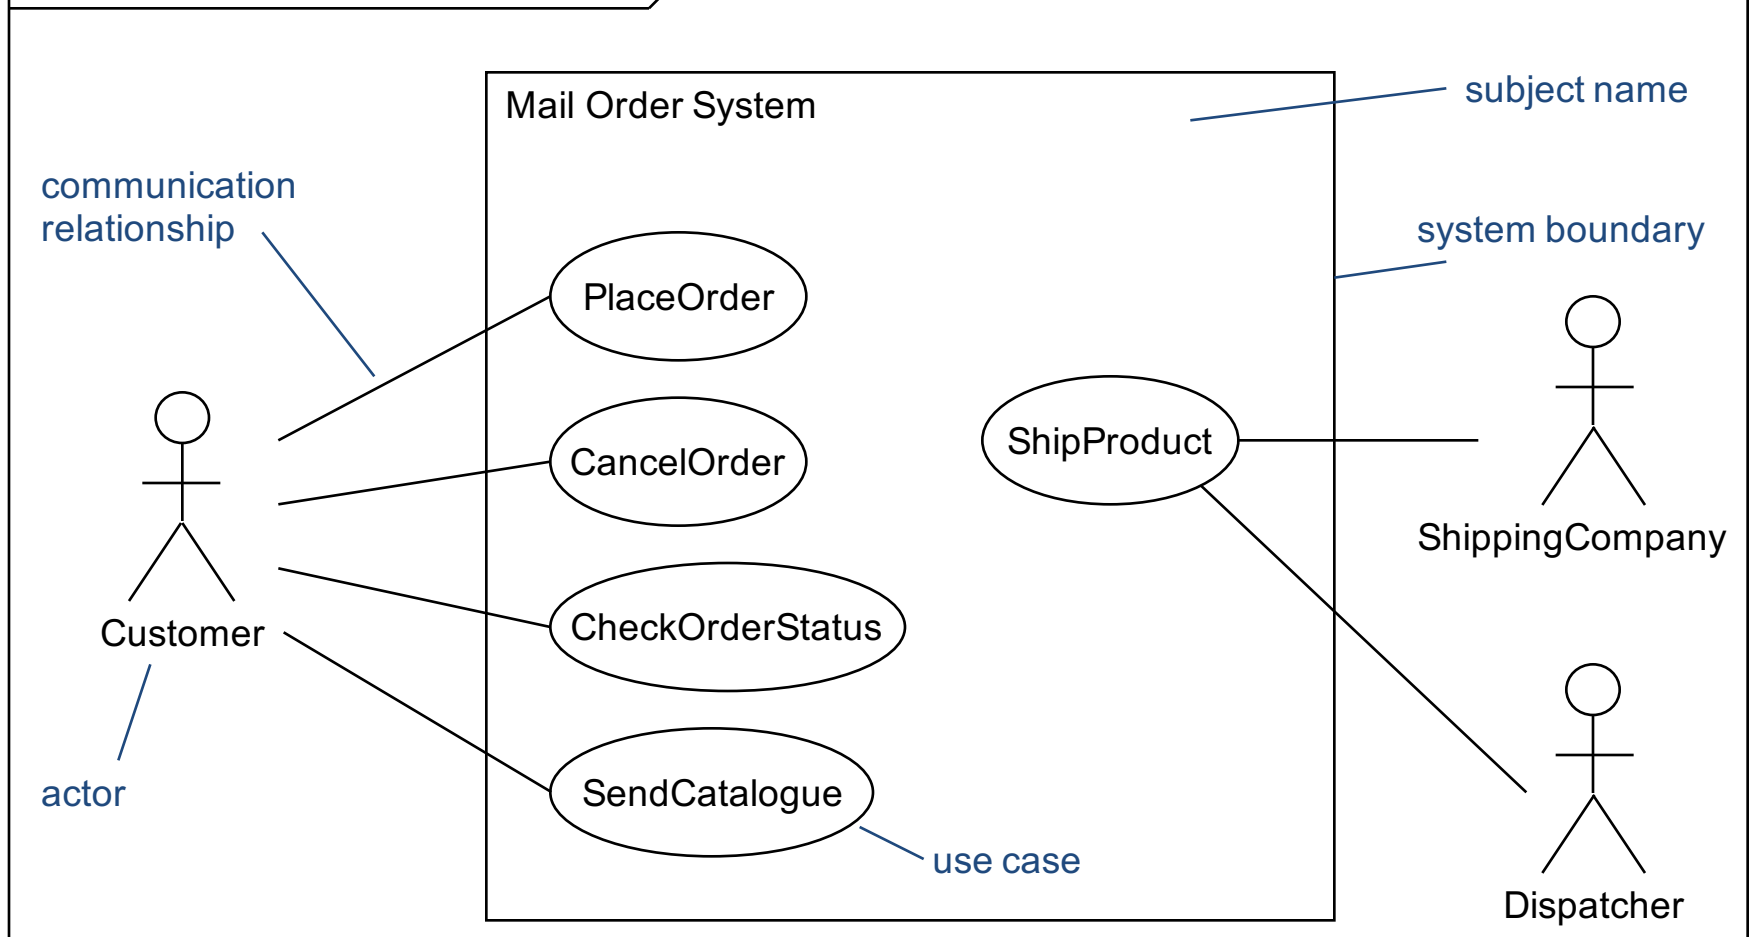 Mail Order System
subject name
communication
relationship
system boundary
PlaceOrder
CancelOrder
ShipProduct
ShippingCompany
CheckOrderStatus
Customer
SendCatalogue
actor
use case
Dispatcher